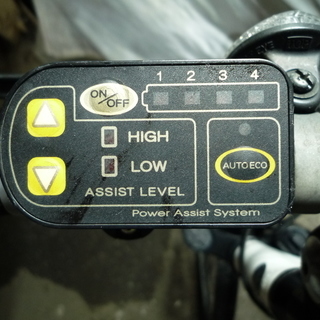 1 2 3 4
ON/OFF
HIGH
LOW
AUTO ECO
ASSIST LEVEL
Power Assist System